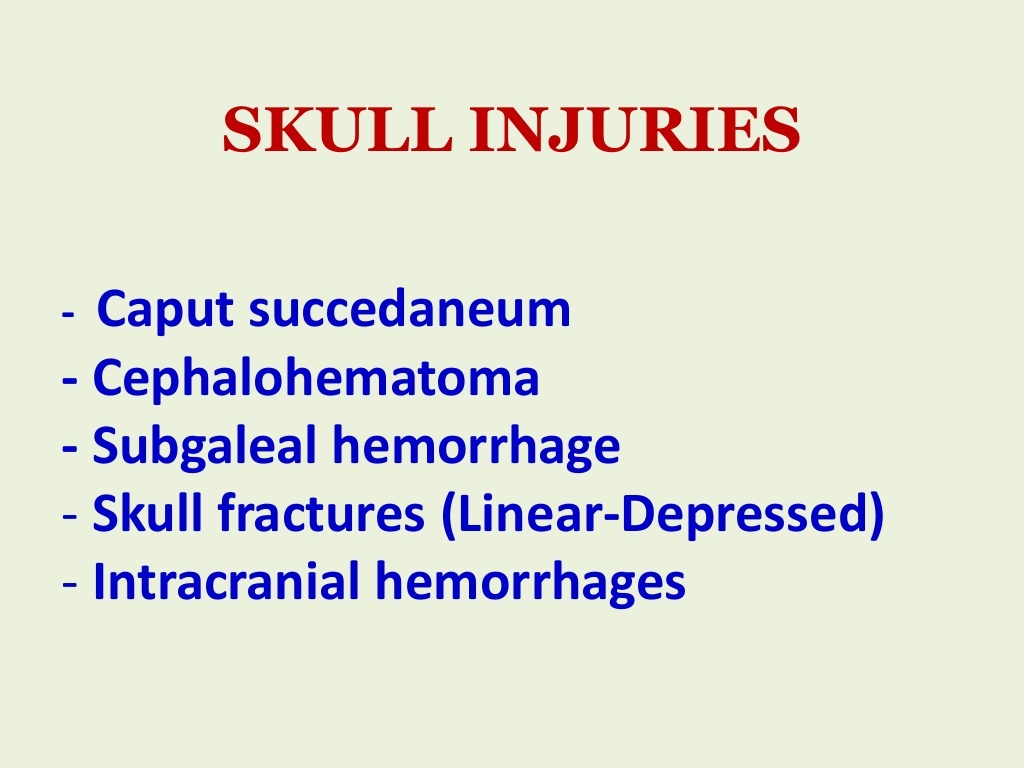 SKULL INJURIES
- Caput succedaneum
- Cephalohematoma
- Subgaleal hemorrhage
- Skull fractures (Linear-Depressed)
- Intracranial hemorrhages